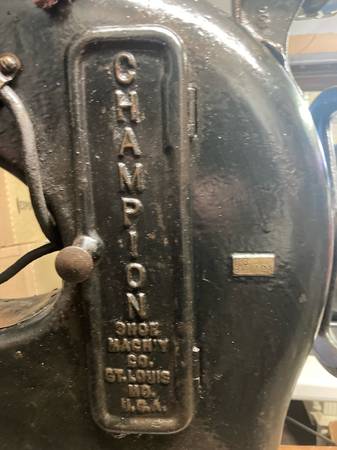 CHAMPION
SHOE
MACH'Y
CO.
ST. LOUIS
MO.
U.S.A.